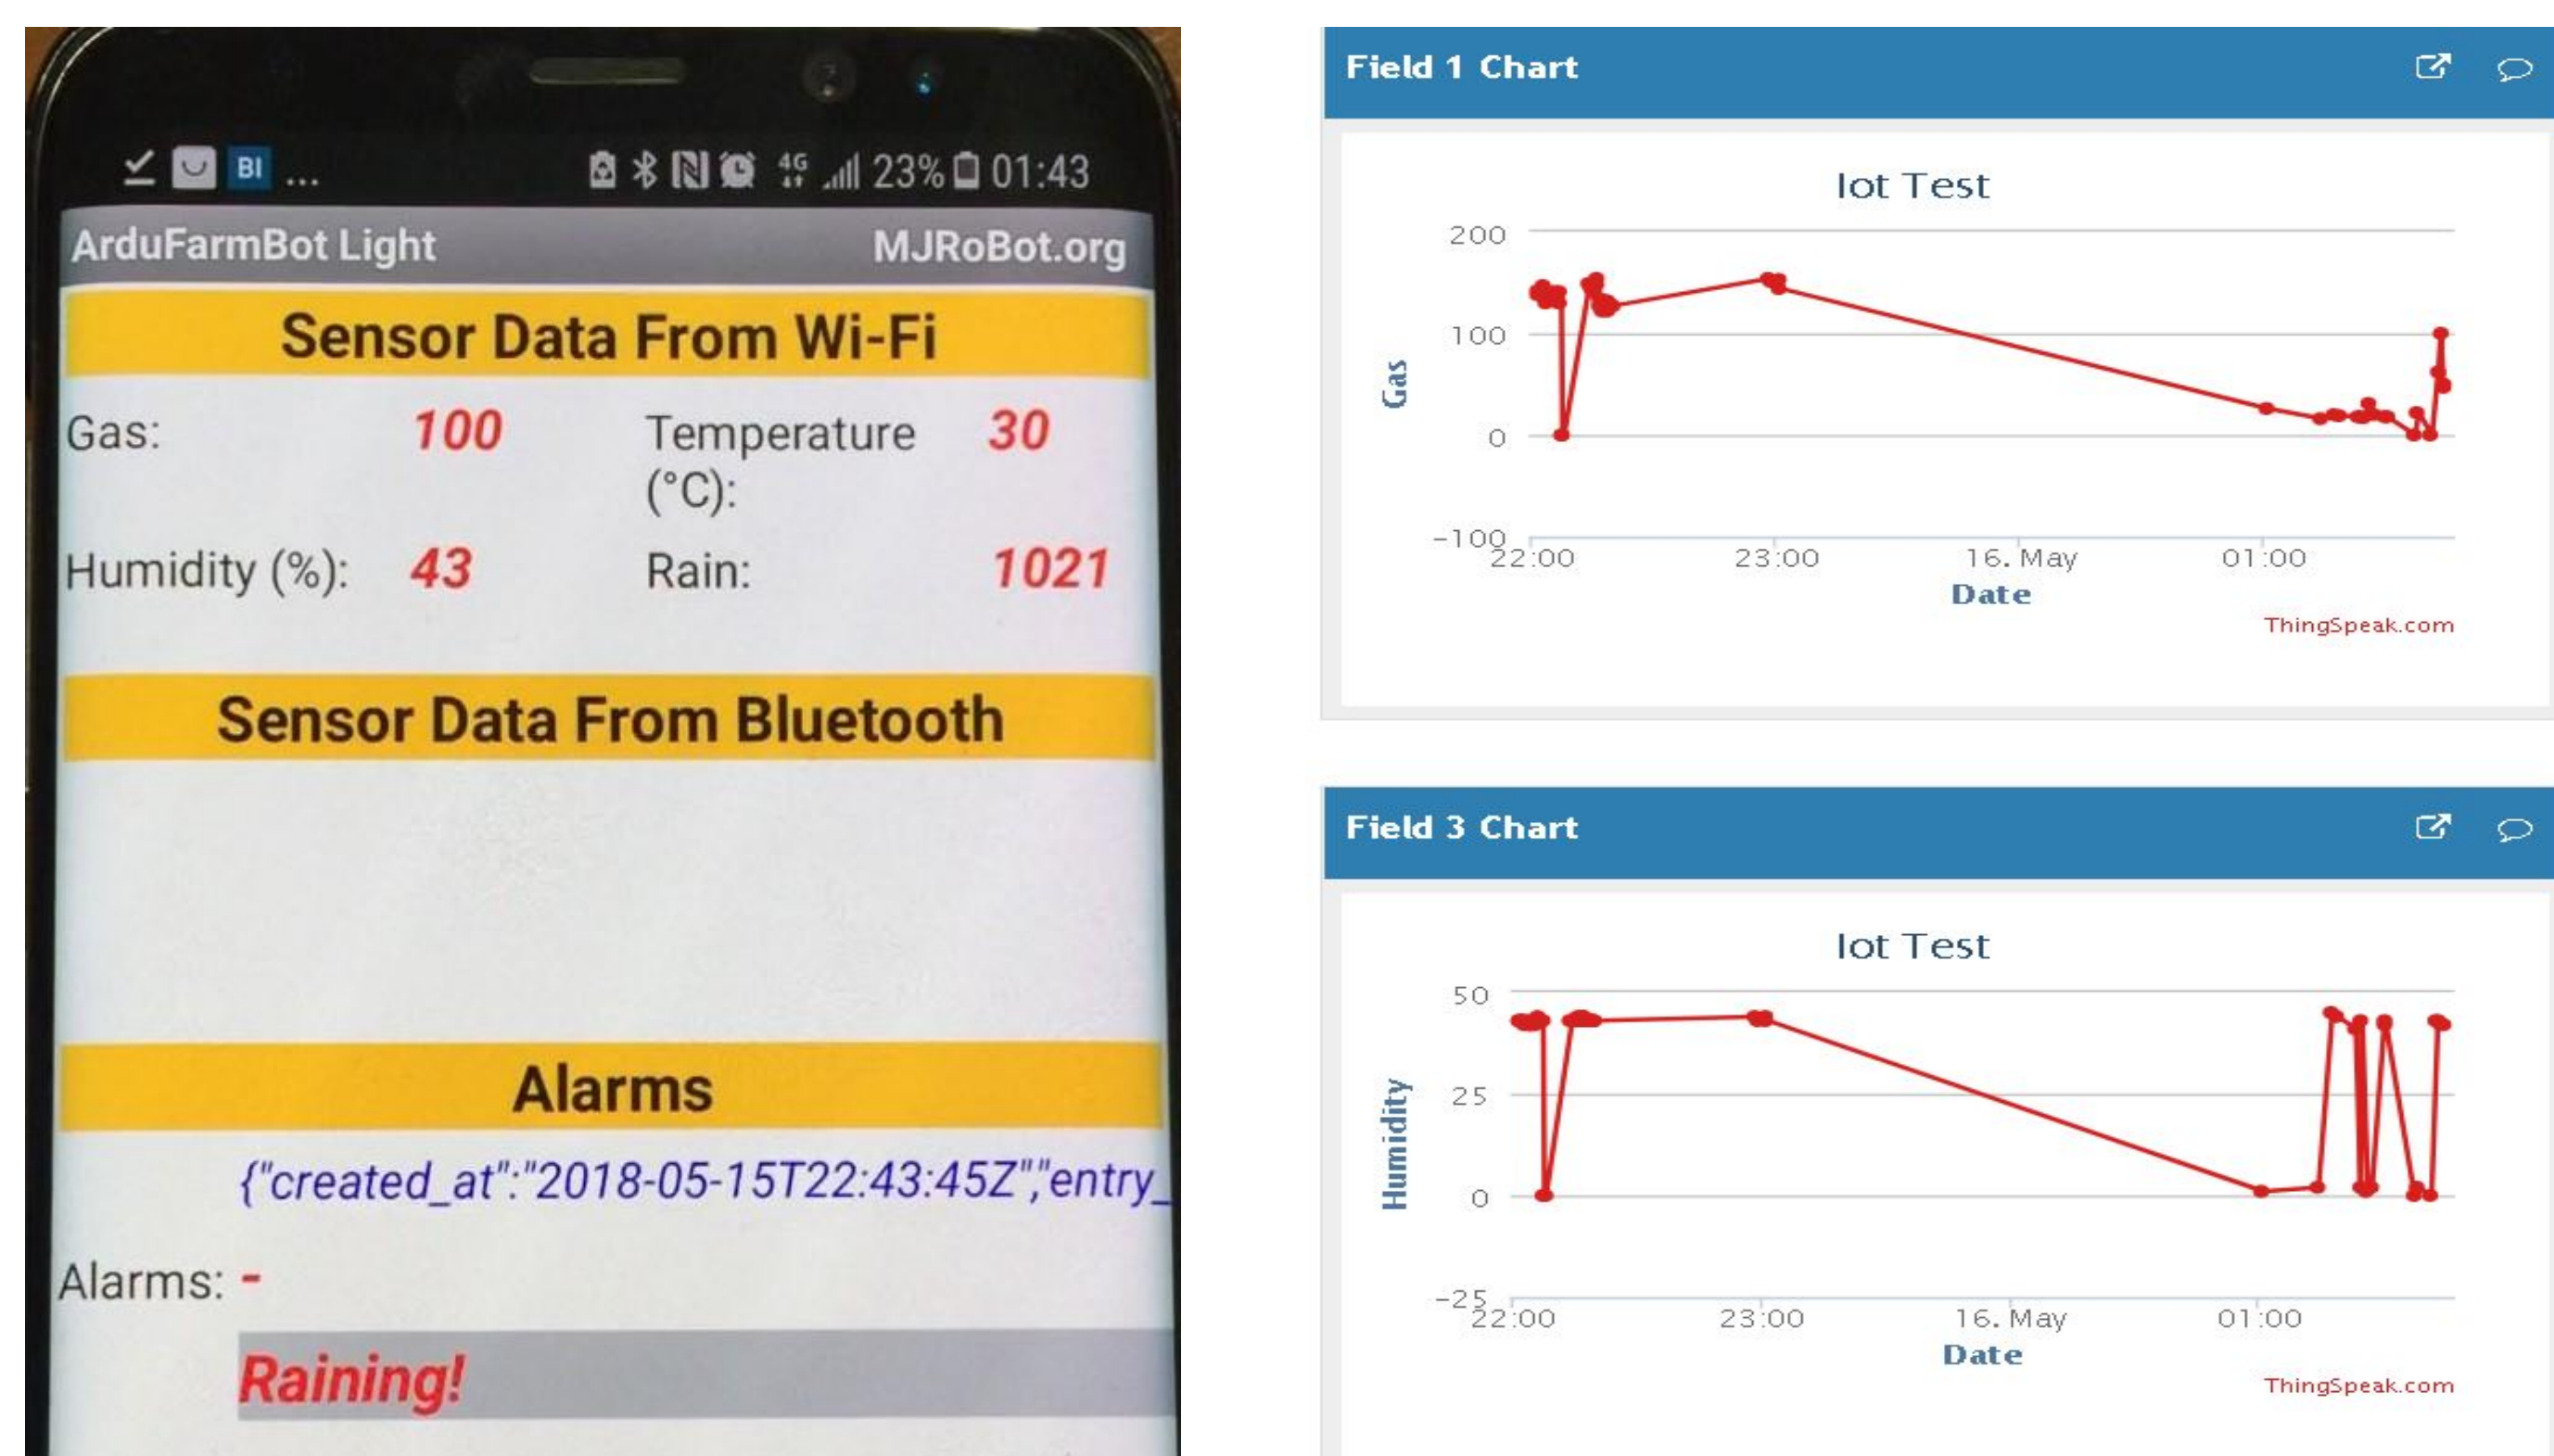 BI ... 4G 23% 01:43
ArduFarmBot Light MJRoBot.org
Sensor Data From Wi-Fi
Gas: 100 Temperature 30
(°C):
Humidity (%): 43 Rain: 1021
Sensor Data From Bluetooth
Alarms
{"created_at":"2018-05-15T22:43:45Z""entry_
Alarms: -
Raining!
Field 1 Chart
Iot Test
200
100
0
-100
Gas
22:00 23:00 16. May 01:00
Date
ThingSpeak.com
Field 3 Chart
Iot Test
50
25
0
-25
Humidity
22:00 23:00 16. May 01:00
Date
ThingSpeak.com